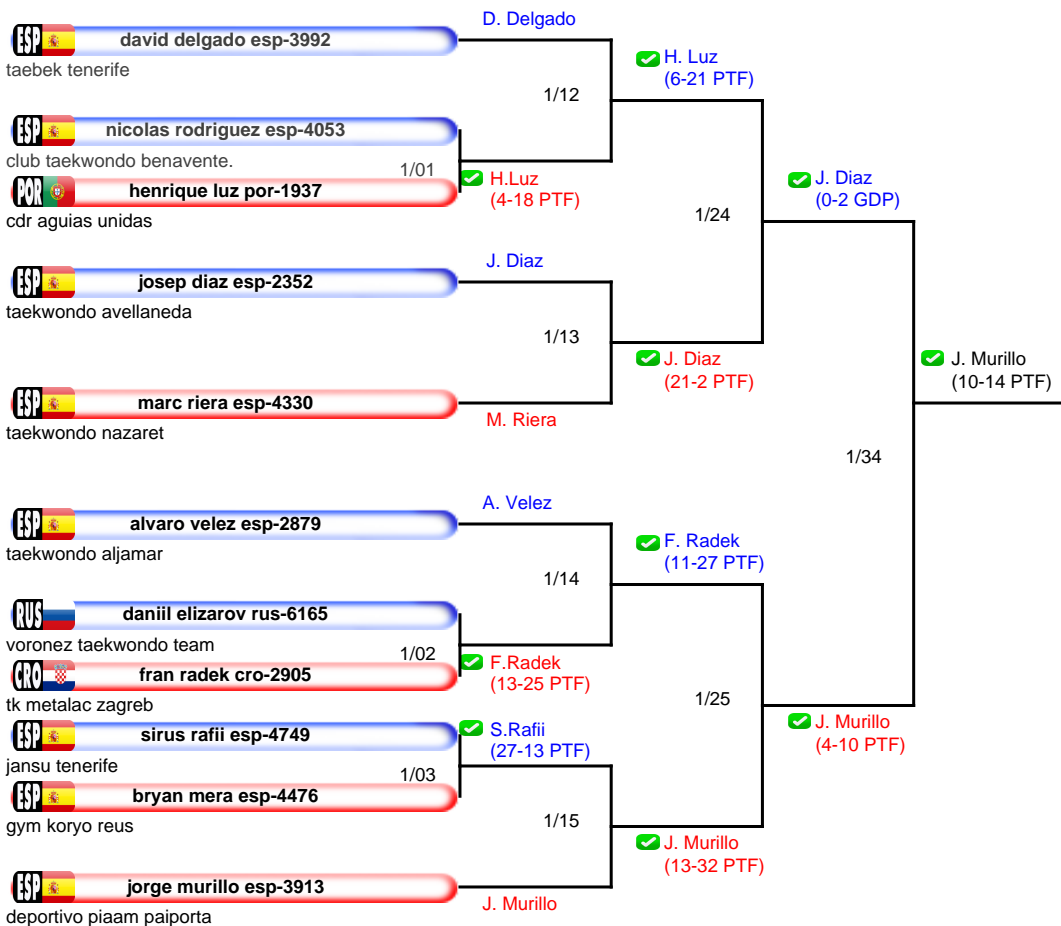 D. Delgado
ESP david delgado esp-3992
taebek tenerife
H. Luz
(6-21 PTF)
1/12
ESP nicolas rodriguez esp-4053
club taekwondo benavente.
1/01
H.Luz
(4-18 PTF)
POR henrique luz por-1937
cdr aguias unidas
J. Diaz
(0-2 GDP)
1/24
J. Diaz
ESP josep diaz esp-2352
taekwondo avellaneda
1/13
J. Diaz
(21-2 PTF)
J. Murillo
(10-14 PTF)
ESP marc riera esp-4330
M. Riera
taekwondo nazaret
1/34
A. Velez
ESP alvaro velez esp-2879
taekwondo aljamar
F. Radek
(11-27 PTF)
1/14
RUS daniil elizarov rus-6165
voronez taekwondo team
1/02
F.Radek
(13-25 PTF)
CRO fran radek cro-2905
tk metalac zagreb
1/25
J. Murillo
(4-10 PTF)
S.Rafii
(27-13 PTF)
ESP sirus rafii esp-4749
jansu tenerife
1/03
ESP bryan mera esp-4476
gym koryo reus
1/15
J. Murillo
(13-32 PTF)
ESP jorge murillo esp-3913
J. Murillo
deportivo piaam paiporta